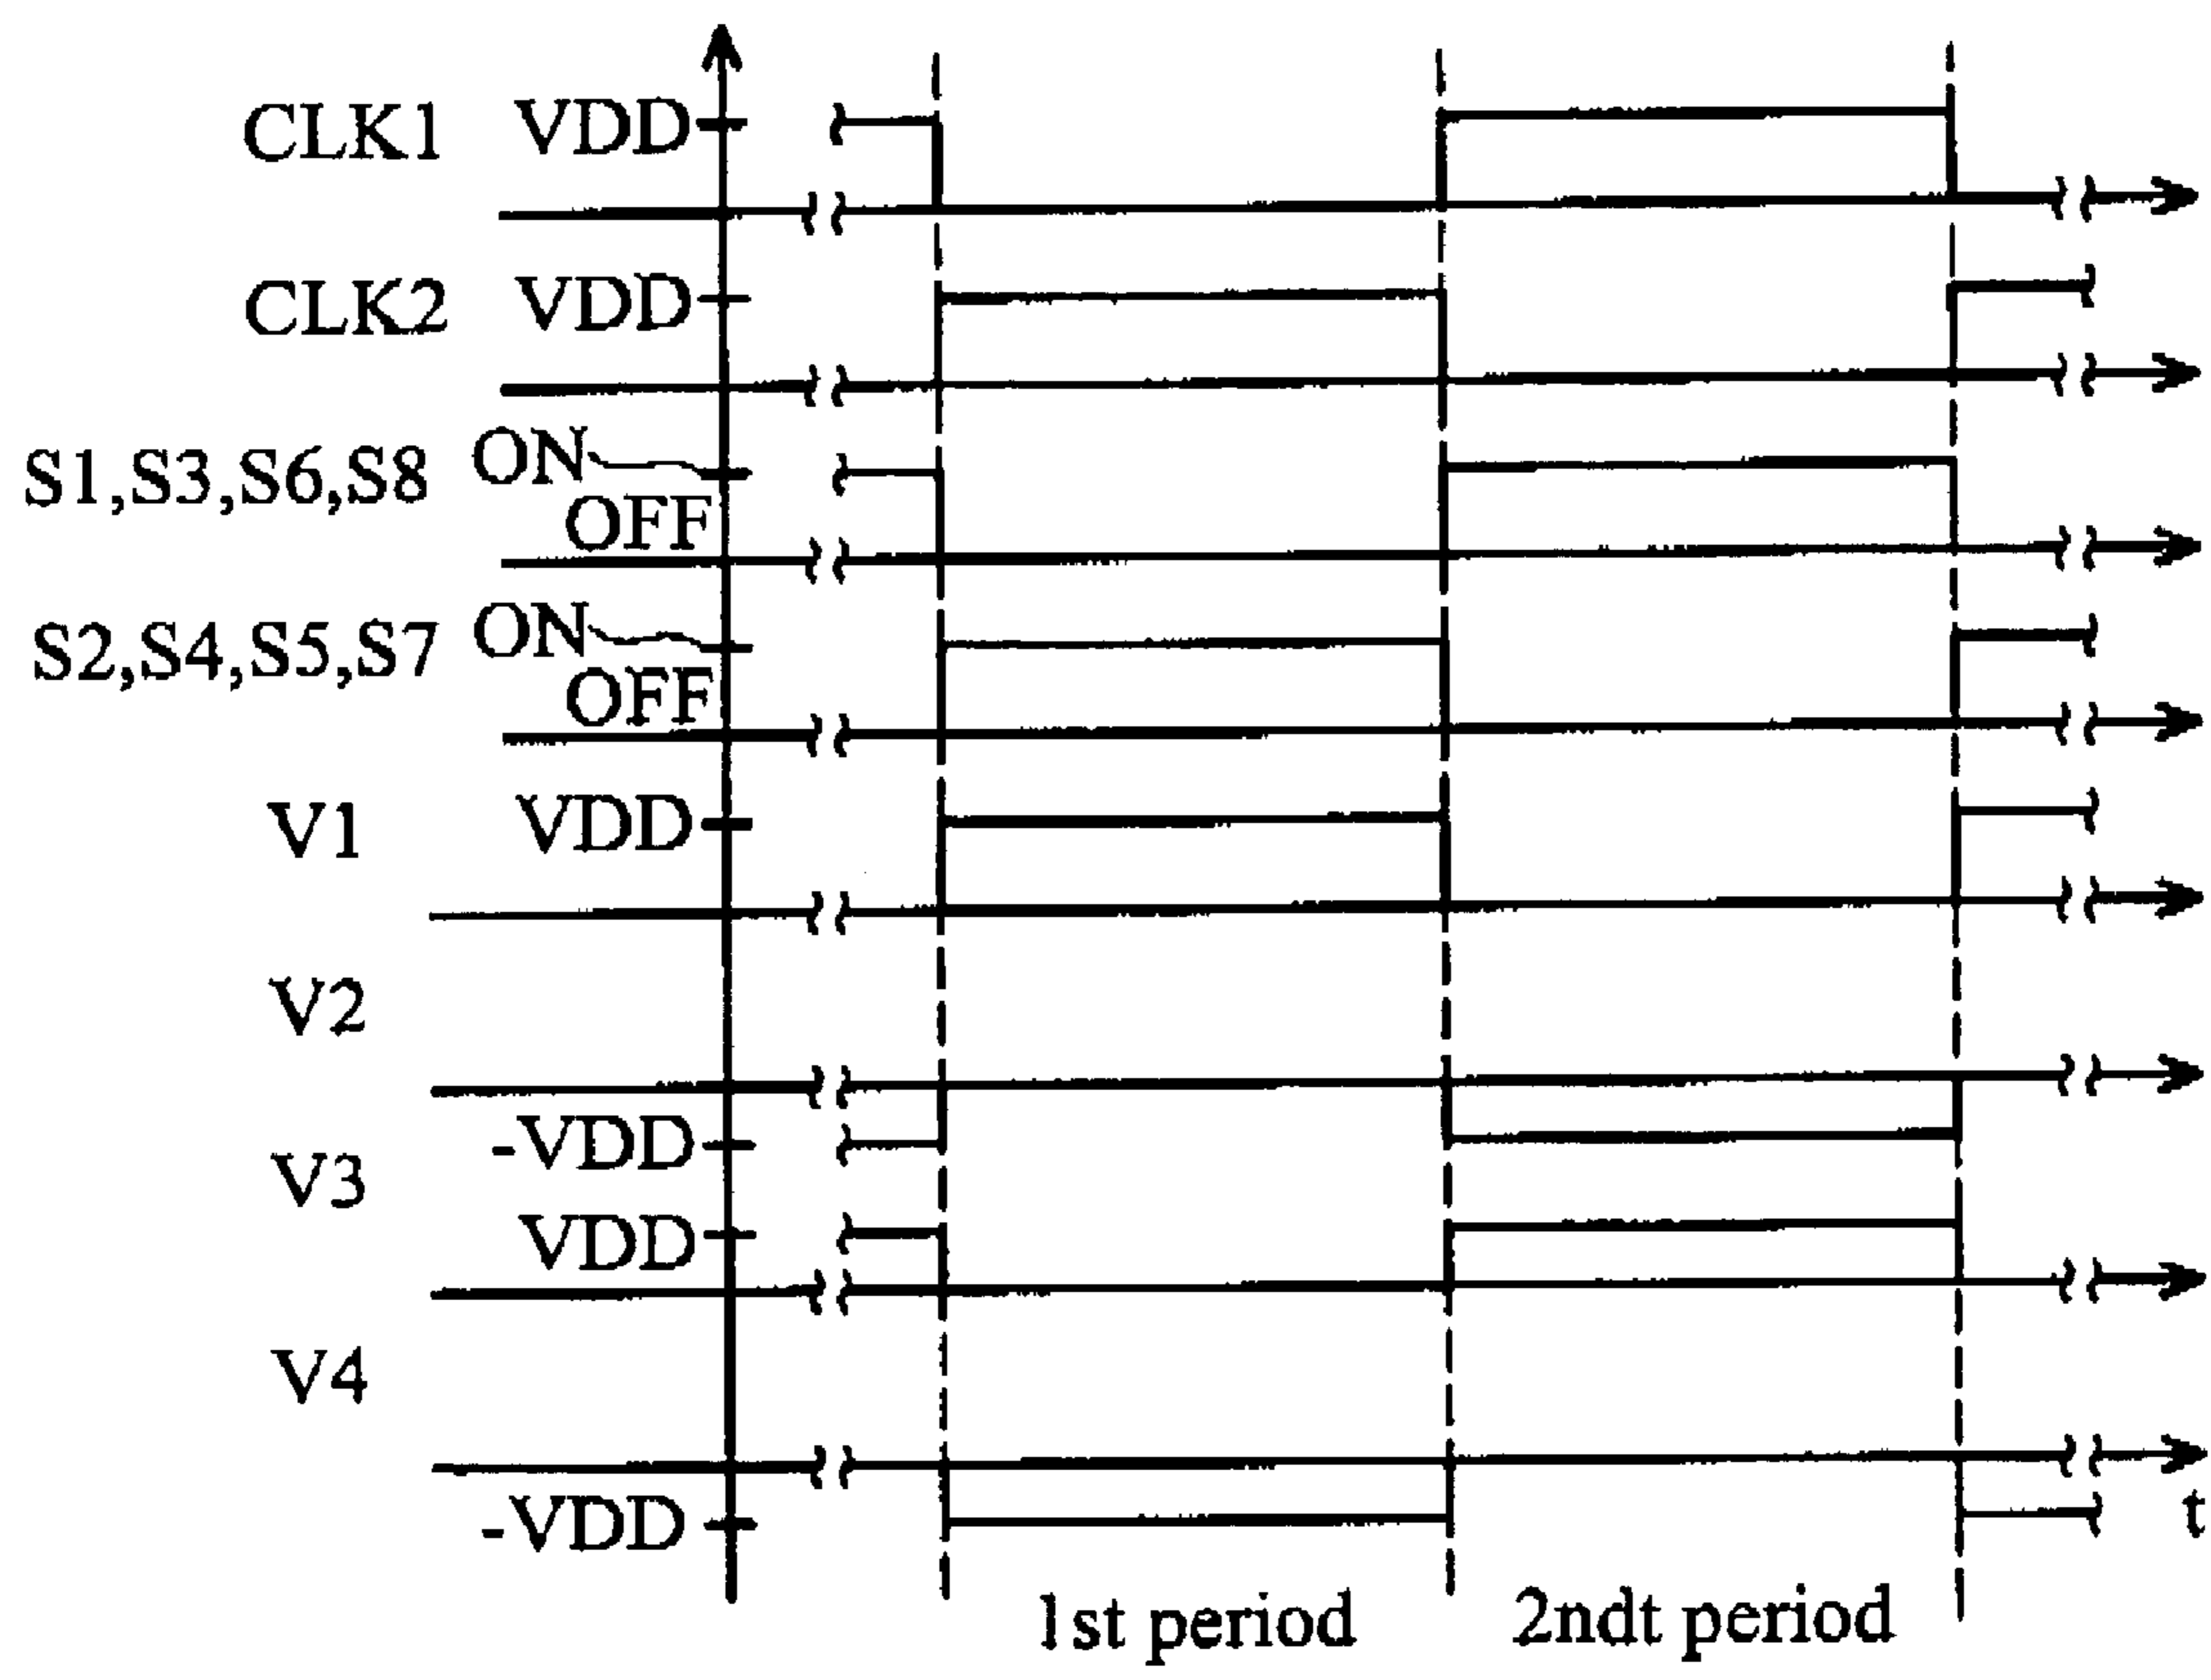 CLK1 VDD
CLK2 VDD
S1,S3,S6,S8 ON
OFF
S2,S4,S5,S7 ON
OFF
V1 VDD
V2
-VDD
V3
VDD
V4
-VDD
t
1st period 2ndt period